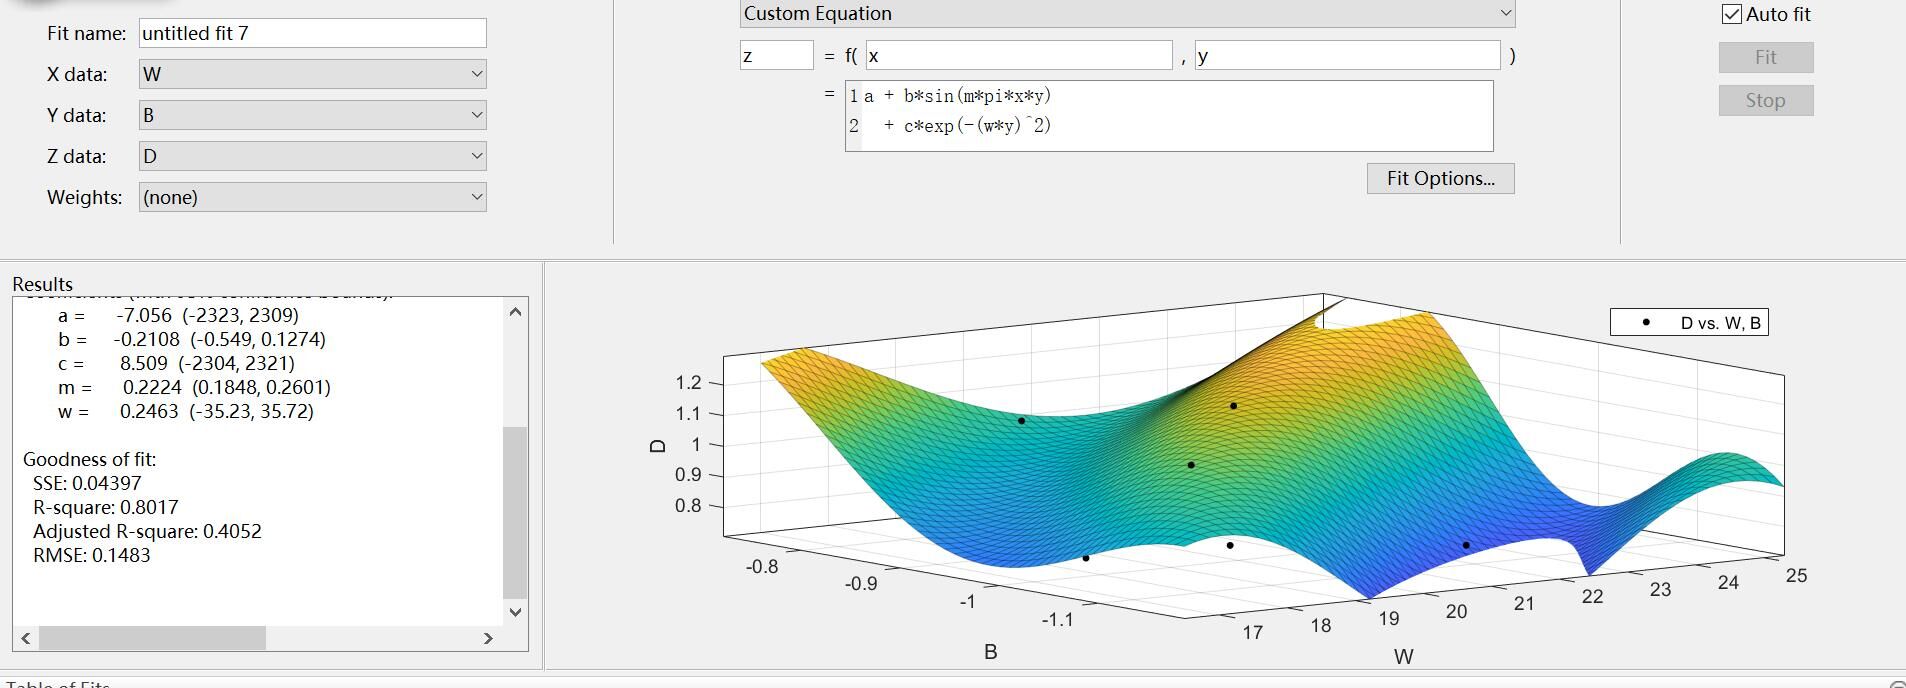 Fit name: untitled fit 7
X data: W
Y data: B
Z data: D
Weights: (none)
Custom Equation
z = f( x , y )
= 1 a + b*sin(m*pi*x*y)
2 + c*exp(-(w*y)^2)
Fit Options...
Auto fit
Fit
Stop
Results
a = -7.056 (-2323, 2309)
b = -0.2108 (-0.549, 0.1274)
c = 8.509 (-2304, 2321)
m = 0.2224 (0.1848, 0.2601)
w = 0.2463 (-35.23, 35.72)
Goodness of fit:
SSE: 0.04397
R-square: 0.8017
Adjusted R-square: 0.4052
RMSE: 0.1483
D vs. W, B
D
1.2
1.1
1
0.9
0.8
-0.8
-0.9
-1
-1.1
B
17
18
19
20
21
22
23
24
25
W
Table of Fits